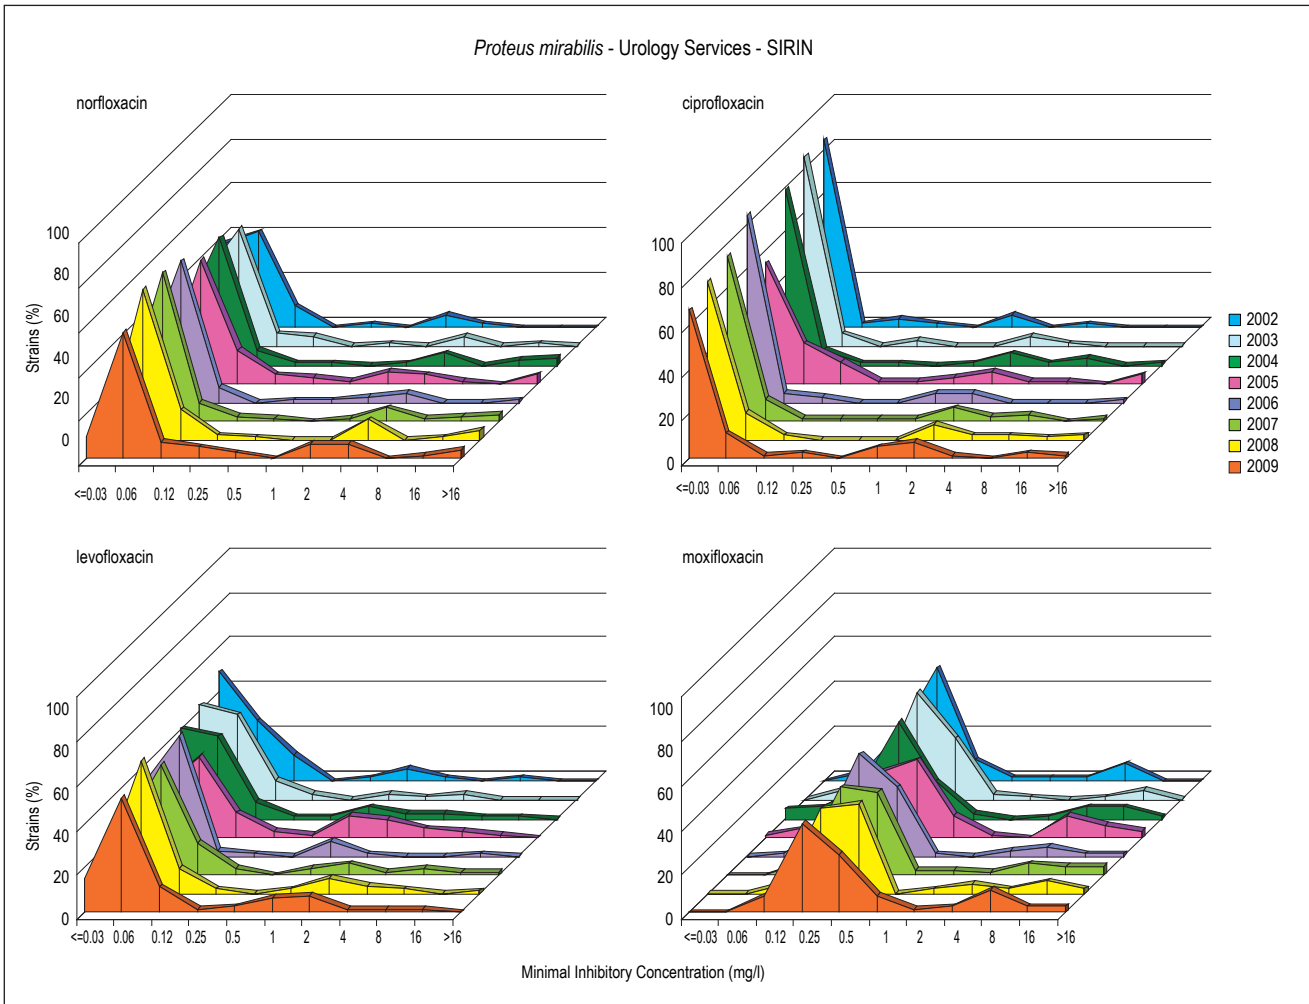 Proteus mirabilis - Urology Services - SIRIN
norfloxacin
ciprofloxacin
Strains (%)
100
80
60
40
20
0
<=0.03 0.06 0.12 0.25 0.5 1 2 4 8 16 >16
100
80
60
40
20
0
<=0.03 0.06 0.12 0.25 0.5 1 2 4 8 16 >16
2002
2003
2004
2005
2006
2007
2008
2009
levofloxacin
moxifloxacin
Strains (%)
100
80
60
40
20
0
<=0.03 0.06 0.12 0.25 0.5 1 2 4 8 16 >16
100
80
60
40
20
0
<=0.03 0.06 0.12 0.25 0.5 1 2 4 8 16 >16
Minimal Inhibitory Concentration (mg/l)